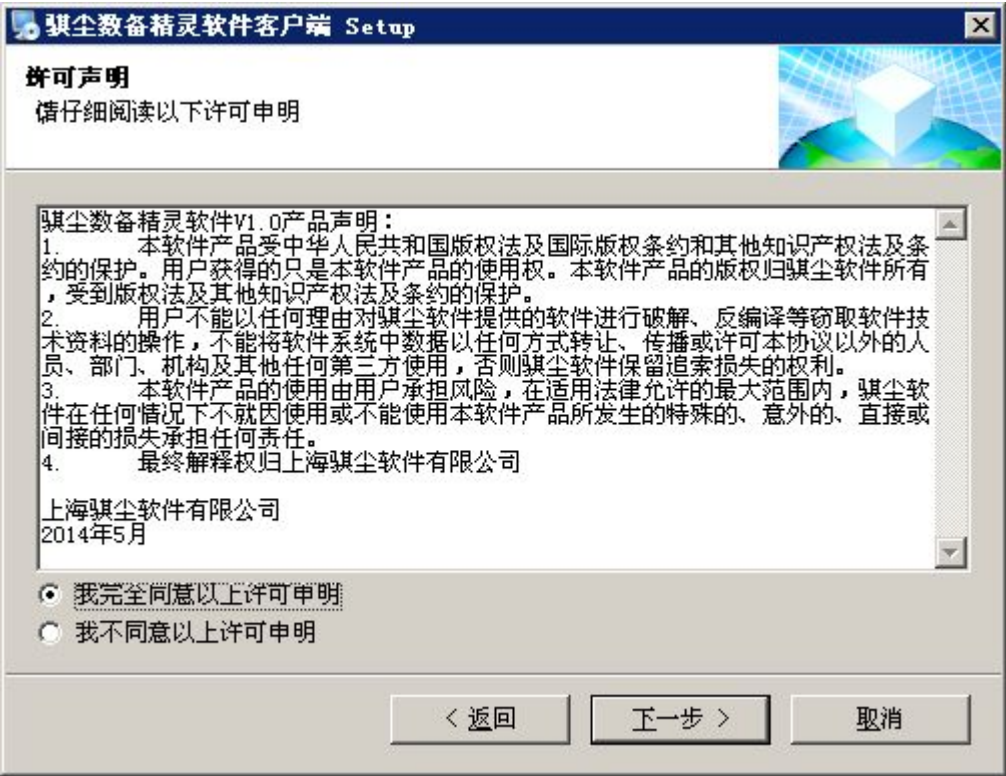 骐尘数备精灵软件客户端 Setup
许可声明
请仔细阅读以下许可申明
骐尘数备精灵软件V1.0产品声明：
1. 本软件产品受中华人民共和国版权法及国际版权条约和其他知识产权法及条
约的保护。用户获得的只是本软件产品的使用权。本软件产品的版权归骐尘软件所有
，受到版权法及其他知识产权法及条约的保护。
2. 用户不能以任何理由对骐尘软件提供的软件进行破解、反编译等窃取软件技
术资料的操作，不能将软件系统中数据以任何方式转让、传播或许可本协议以外的人
员、部门、机构及其他任何第三方使用，否则骐尘软件保留追索损失的权利。
3. 本软件产品的使用由用户承担风险，在适用法律允许的最大范围内，骐尘软
件在任何情况下不就因使用或不能使用本软件产品所发生的特殊的、意外的、直接或
间接的损失承担任何责任。
4. 最终解释权归上海骐尘软件有限公司
上海骐尘软件有限公司
2014年5月
我完全同意以上许可申明
我不同意以上许可申明
< 返回
下一步 >
取消